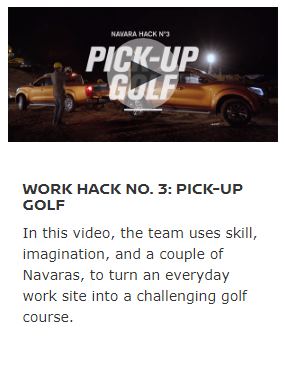 NAVARA HACK Nº3
PICK-UP
GOLF
WORK HACK NO. 3: PICK-UP
GOLF
In this video, the team uses skill,
imagination, and a couple of
Navaras, to turn an everyday
work site into a challenging golf
course.